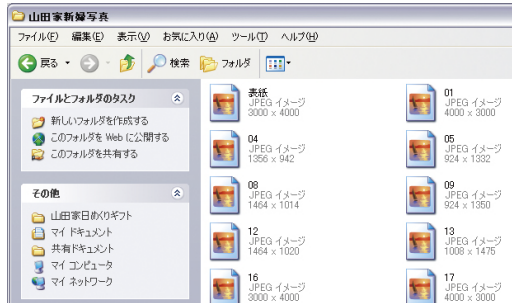 山田家新婦写真
ファイル(F) 編集(E) 表示(V) お気に入り(A) ツール(T) ヘルプ(H)
戻る 検索 フォルダ
ファイルとフォルダのタスク
新しいフォルダを作成する
このフォルダを Web に公開する
このフォルダを共有する
その他
山田家日めくりギフト
マイ ドキュメント
共有ドキュメント
マイ コンピュータ
マイ ネットワーク
表紙
JPEG イメージ
3000 x 4000
01
JPEG イメージ
4000 x 3000
04
JPEG イメージ
1356 x 942
05
JPEG イメージ
924 x 1332
08
JPEG イメージ
1464 x 1014
09
JPEG イメージ
924 x 1350
12
JPEG イメージ
1464 x 1020
13
JPEG イメージ
1008 x 1475
16
JPEG イメージ
3000 x 4000
17
JPEG イメージ
4000 x 3000